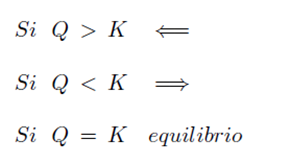 Si Q > K ⟸
Si Q < K ⟹
Si Q = K equilibrio